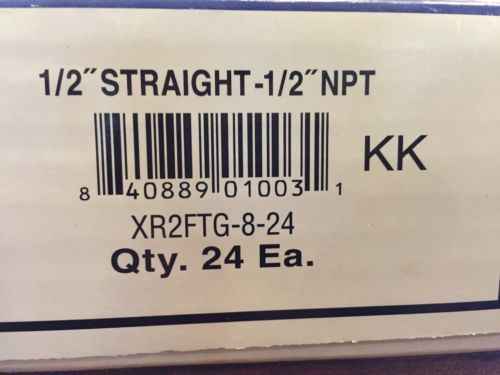 1/2" STRAIGHT-1/2" NPT
KK
8 40889 01003 1
XR2FTG-8-24
Qty. 24 Ea.